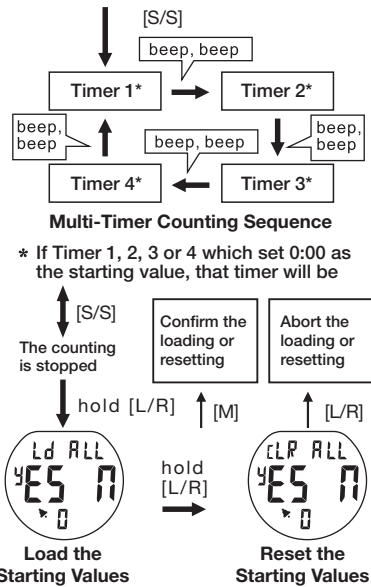 [S/S]
beep, beep
Timer 1*
Timer 2*
beep,
beep
beep, beep
beep,
beep
Timer 4*
Timer 3*
Multi-Timer Counting Sequence
* If Timer 1, 2, 3 or 4 which set 0:00 as
the starting value, that timer will be
[S/S]
The counting
is stopped
Confirm the
loading or
resetting
Abort the
loading or
resetting
hold [L/R]
[M]
[L/R]
Ld ALL
yES N
0
hold
[L/R]
cLR ALL
yES N
0
Load the
Starting Values
Reset the
Starting Values